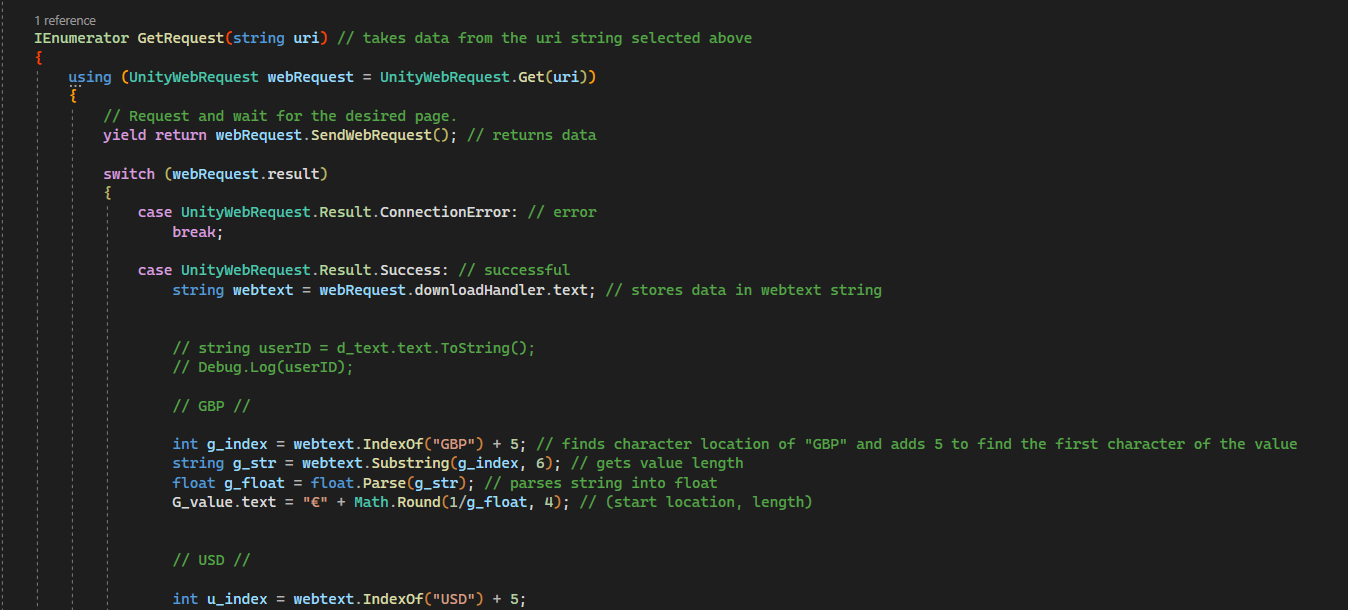 1 reference
IEnumerator GetRequest(string uri) // takes data from the uri string selected above
{
using (UnityWebRequest webRequest = UnityWebRequest.Get(uri))
{
// Request and wait for the desired page.
yield return webRequest.SendWebRequest(); // returns data
switch (webRequest.result)
{
case UnityWebRequest.Result.ConnectionError: // error
break;
case UnityWebRequest.Result.Success: // successful
string webtext = webRequest.downloadHandler.text; // stores data in webtext string
// string userID = d_text.text.ToString();
// Debug.Log(userID);
// GBP //
int g_index = webtext.IndexOf("GBP") + 5; // finds character location of "GBP" and adds 5 to find the first character of the value
string g_str = webtext.Substring(g_index, 6); // gets value length
float g_float = float.Parse(g_str); // parses string into float
G_value.text = "€" + Math.Round(1/g_float, 4); // (start location, length)
// USD //
int u_index = webtext.IndexOf("USD") + 5;